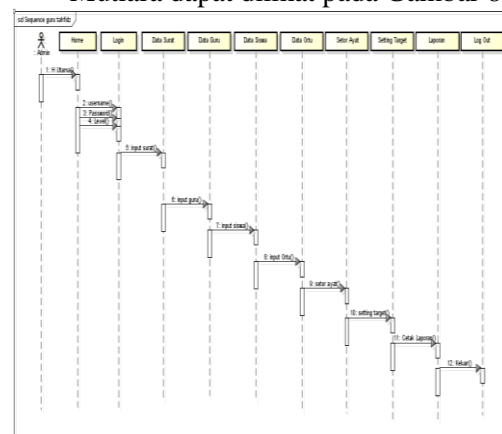 Mutiara dapat dilihat pada Gambar
sd Sequence guru tahfidz
Admin
Home
Login
Data Surat
Data Guru
Data Siswa
Data Ortu
Setor Ayat
Setting Target
Laporan
Log Out
1: H Utama()
2: username()
3: Password()
4: Level()
5: input surat()
6: input guru()
7: input siswa()
8: input Ortu()
9: setor ayat()
10: setting target()
11: Cetak Laporan()
12: Keluar()